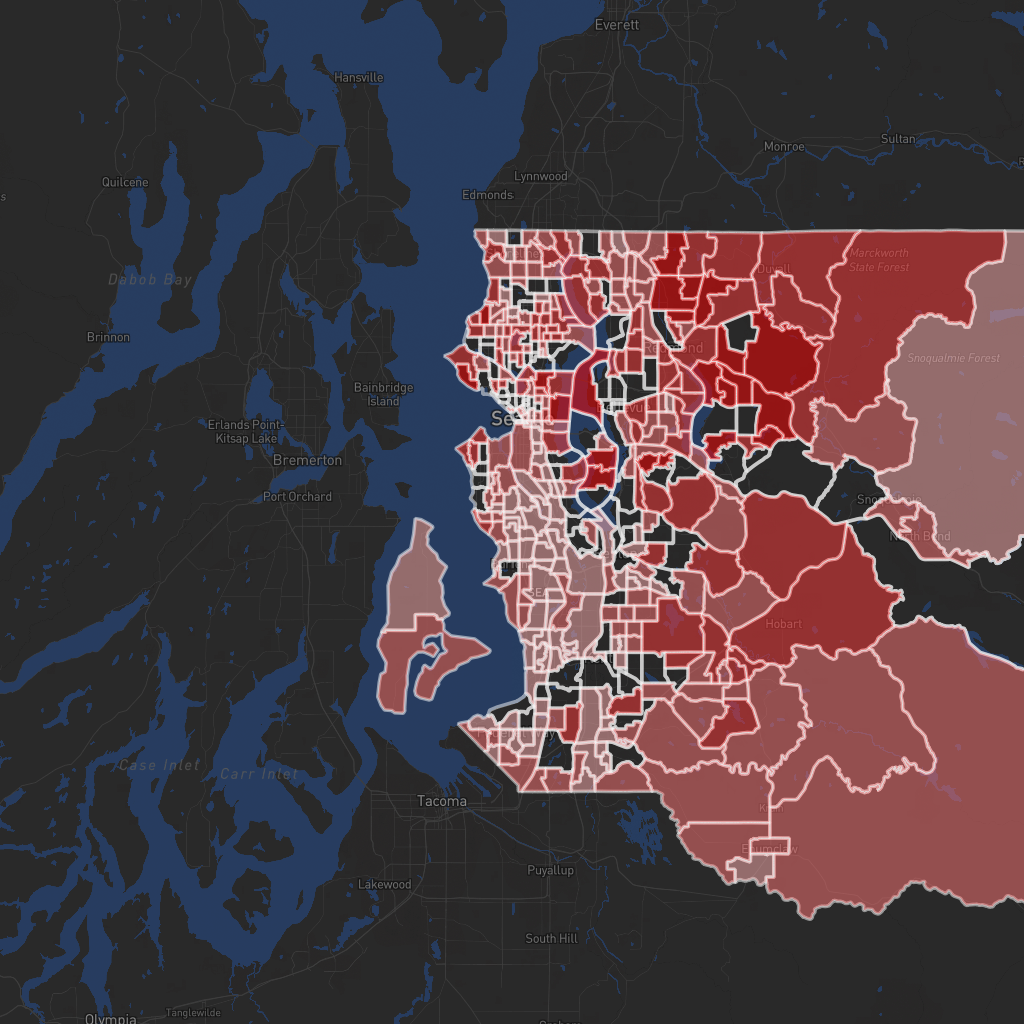 Everett
Hansville
Sultan
Monroe
Lynnwood
Quilcene
Edmonds
Marckworth
State Forest
Duvall
Dabob Bay
Brinnon
Redmond
Snoqualmie Forest
Bainbridge
Island
Se
Erlands Point-
Kitsap Lake
Bremerton
Port Orchard
North Bend
Hobart
Case Inlet
Carr Inlet
Tacoma
Enumclaw
Puyallup
Lakewood
South Hill
Tanglewilde
Olympia